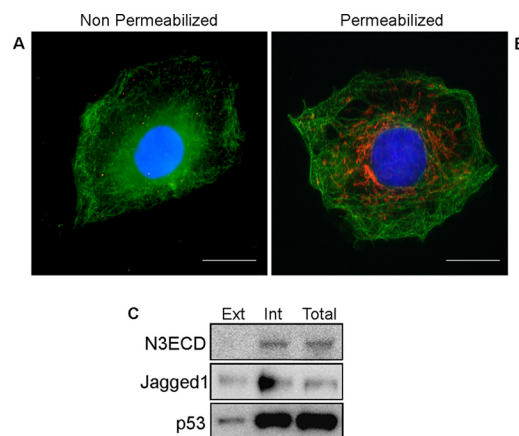 Non Permeabilized Permeabilized
A B
C Ext Int Total
N3ECD
Jagged1
p53